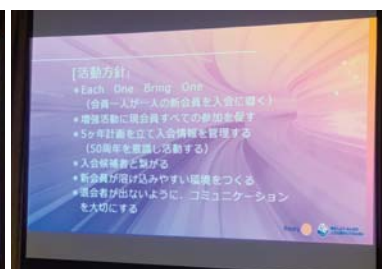 [活動方針]
●Each One Bring One
(会員一人が一人の新会員を入会に導く)
●増強活動に現会員すべての参加を促す
●5ヶ年計画を立て入会情報を管理する
(50周年を意識し活動する)
●入会候補者と繋がる
●新会員が溶け込みやすい環境をつくる
●退会者が出ないように、コミュニケーション
を大切にする